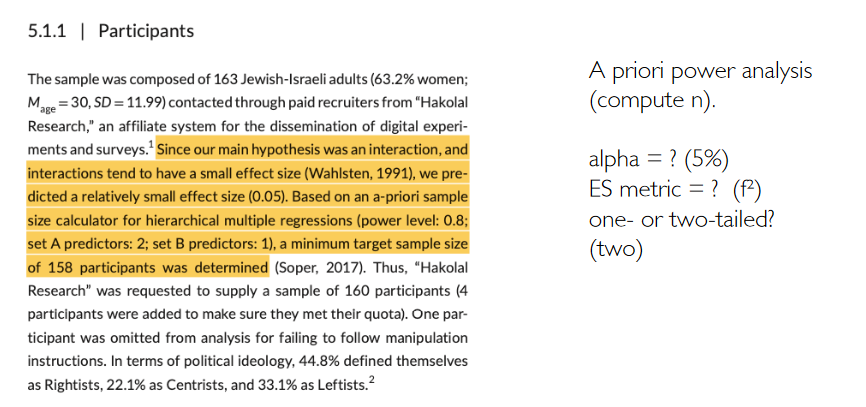 5.1.1 | Participants
The sample was composed of 163 Jewish-Israeli adults (63.2% women;
Mage = 30, SD = 11.99) contacted through paid recruiters from “Hakolal
Research,” an affiliate system for the dissemination of digital experi-
ments and surveys.1 Since our main hypothesis was an interaction, and
interactions tend to have a small effect size (Wahlsten, 1991), we pre-
dicted a relatively small effect size (0.05). Based on an a-priori sample
size calculator for hierarchical multiple regressions (power level: 0.8;
set A predictors: 2; set B predictors: 1), a minimum target sample size
of 158 participants was determined (Soper, 2017). Thus, “Hakolal
Research” was requested to supply a sample of 160 participants (4
participants were added to make sure they met their quota). One par-
ticipant was omitted from analysis for failing to follow manipulation
instructions. In terms of political ideology, 44.8% defined themselves
as Rightists, 22.1% as Centrists, and 33.1% as Leftists.2
A priori power analysis
(compute n).
alpha = ? (5%)
ES metric = ? (f²)
one- or two-tailed?
(two)